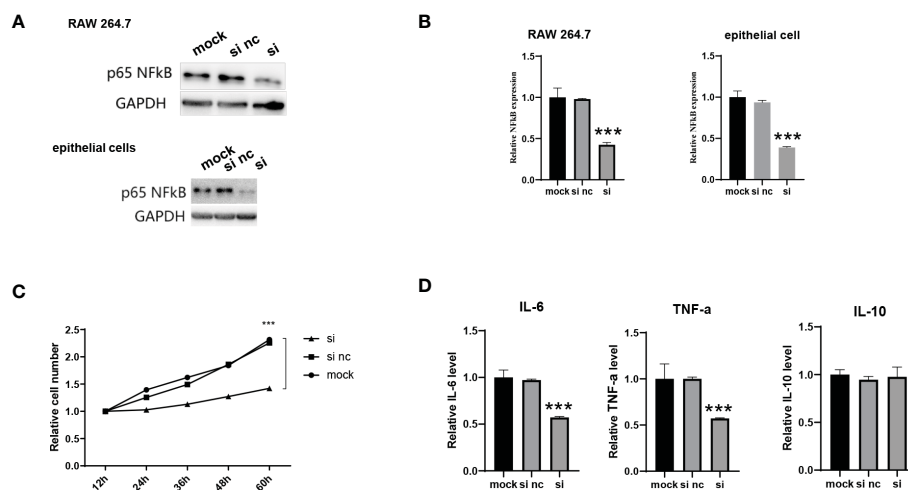 A
RAW 264.7
mock
si nc
si
p65 NFkB
GAPDH
epithelial cells
mock
si nc
si
p65 NFkB
GAPDH
B
RAW 264.7
Relative NFkB expression
1.5
1.0
0.5
0.0
mock si nc si
***
epithelial cell
Relative NFkB expression
1.5
1.0
0.5
0.0
mock si nc si
***
C
Relative cell number
2.5
2.0
1.5
1.0
0.5
0.0
12h 24h 36h 48h 60h
***
si
si nc
mock
D
IL-6
Relative IL-6 level
1.5
1.0
0.5
0.0
mock si nc si
***
TNF-a
Relative TNF-a level
1.5
1.0
0.5
0.0
mock si nc si
***
IL-10
Relative IL-10 level
1.5
1.0
0.5
0.0
mock si nc si